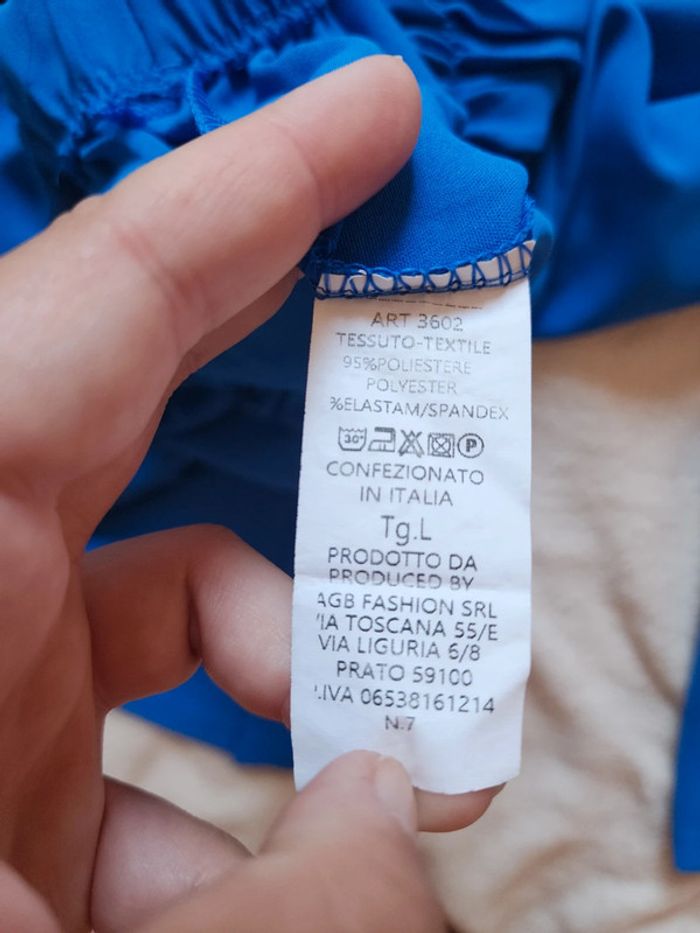 ART 3602
TESSUTO-TEXTILE
95%POLIESTERE
POLYESTER
%ELASTAM/SPANDEX
30° P
CONFEZIONATO
IN ITALIA
Tg.L
PRODOTTO DA
PRODUCED BY
AGB FASHION SRL
'IA TOSCANA 55/E
VIA LIGURIA 6/8
PRATO 59100
.IVA 06538161214
N.7